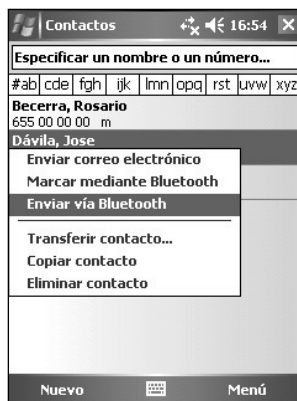 Contactos 16:54
Especificar un nombre o un número...
#ab cde fgh ijk lmn opq rst uvw xyz
Becerra, Rosario
655 00 00 00 m
Dávila, Jose
Enviar correo electrónico
Marcar mediante Bluetooth
Enviar vía Bluetooth
Transferir contacto...
Copiar contacto
Eliminar contacto
Nuevo Menú